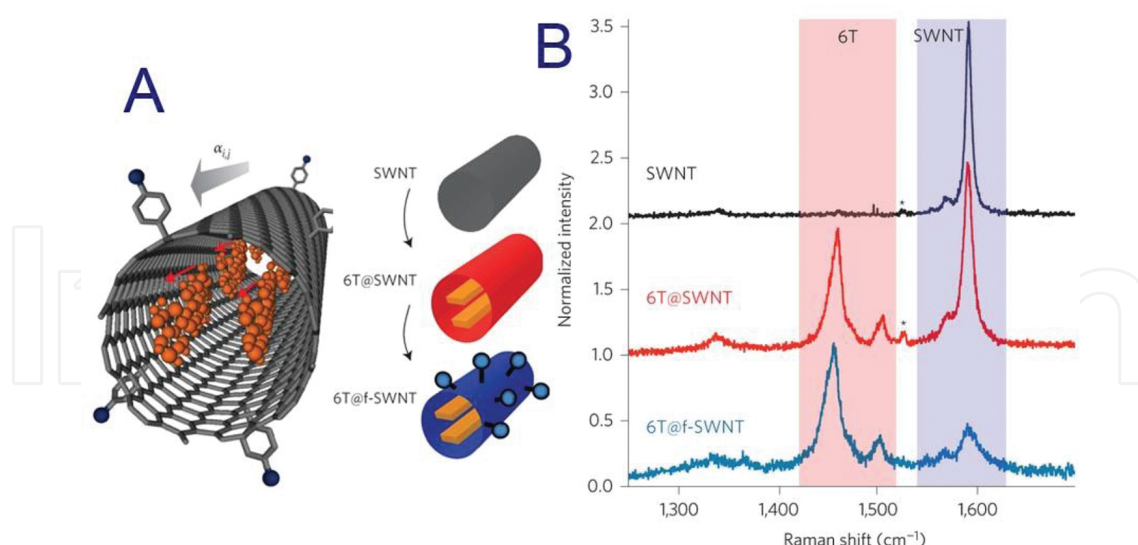 A
α i,j
SWNT
6T@SWNT
6T@f-SWNT
B
Normalized intensity
3.5
3.0
2.5
2.0
1.5
1.0
0.5
0.0
6T
SWNT
SWNT
*
6T@SWNT
*
6T@f-SWNT
1,300
1,400
1,500
1,600
Raman shift (cm⁻¹)